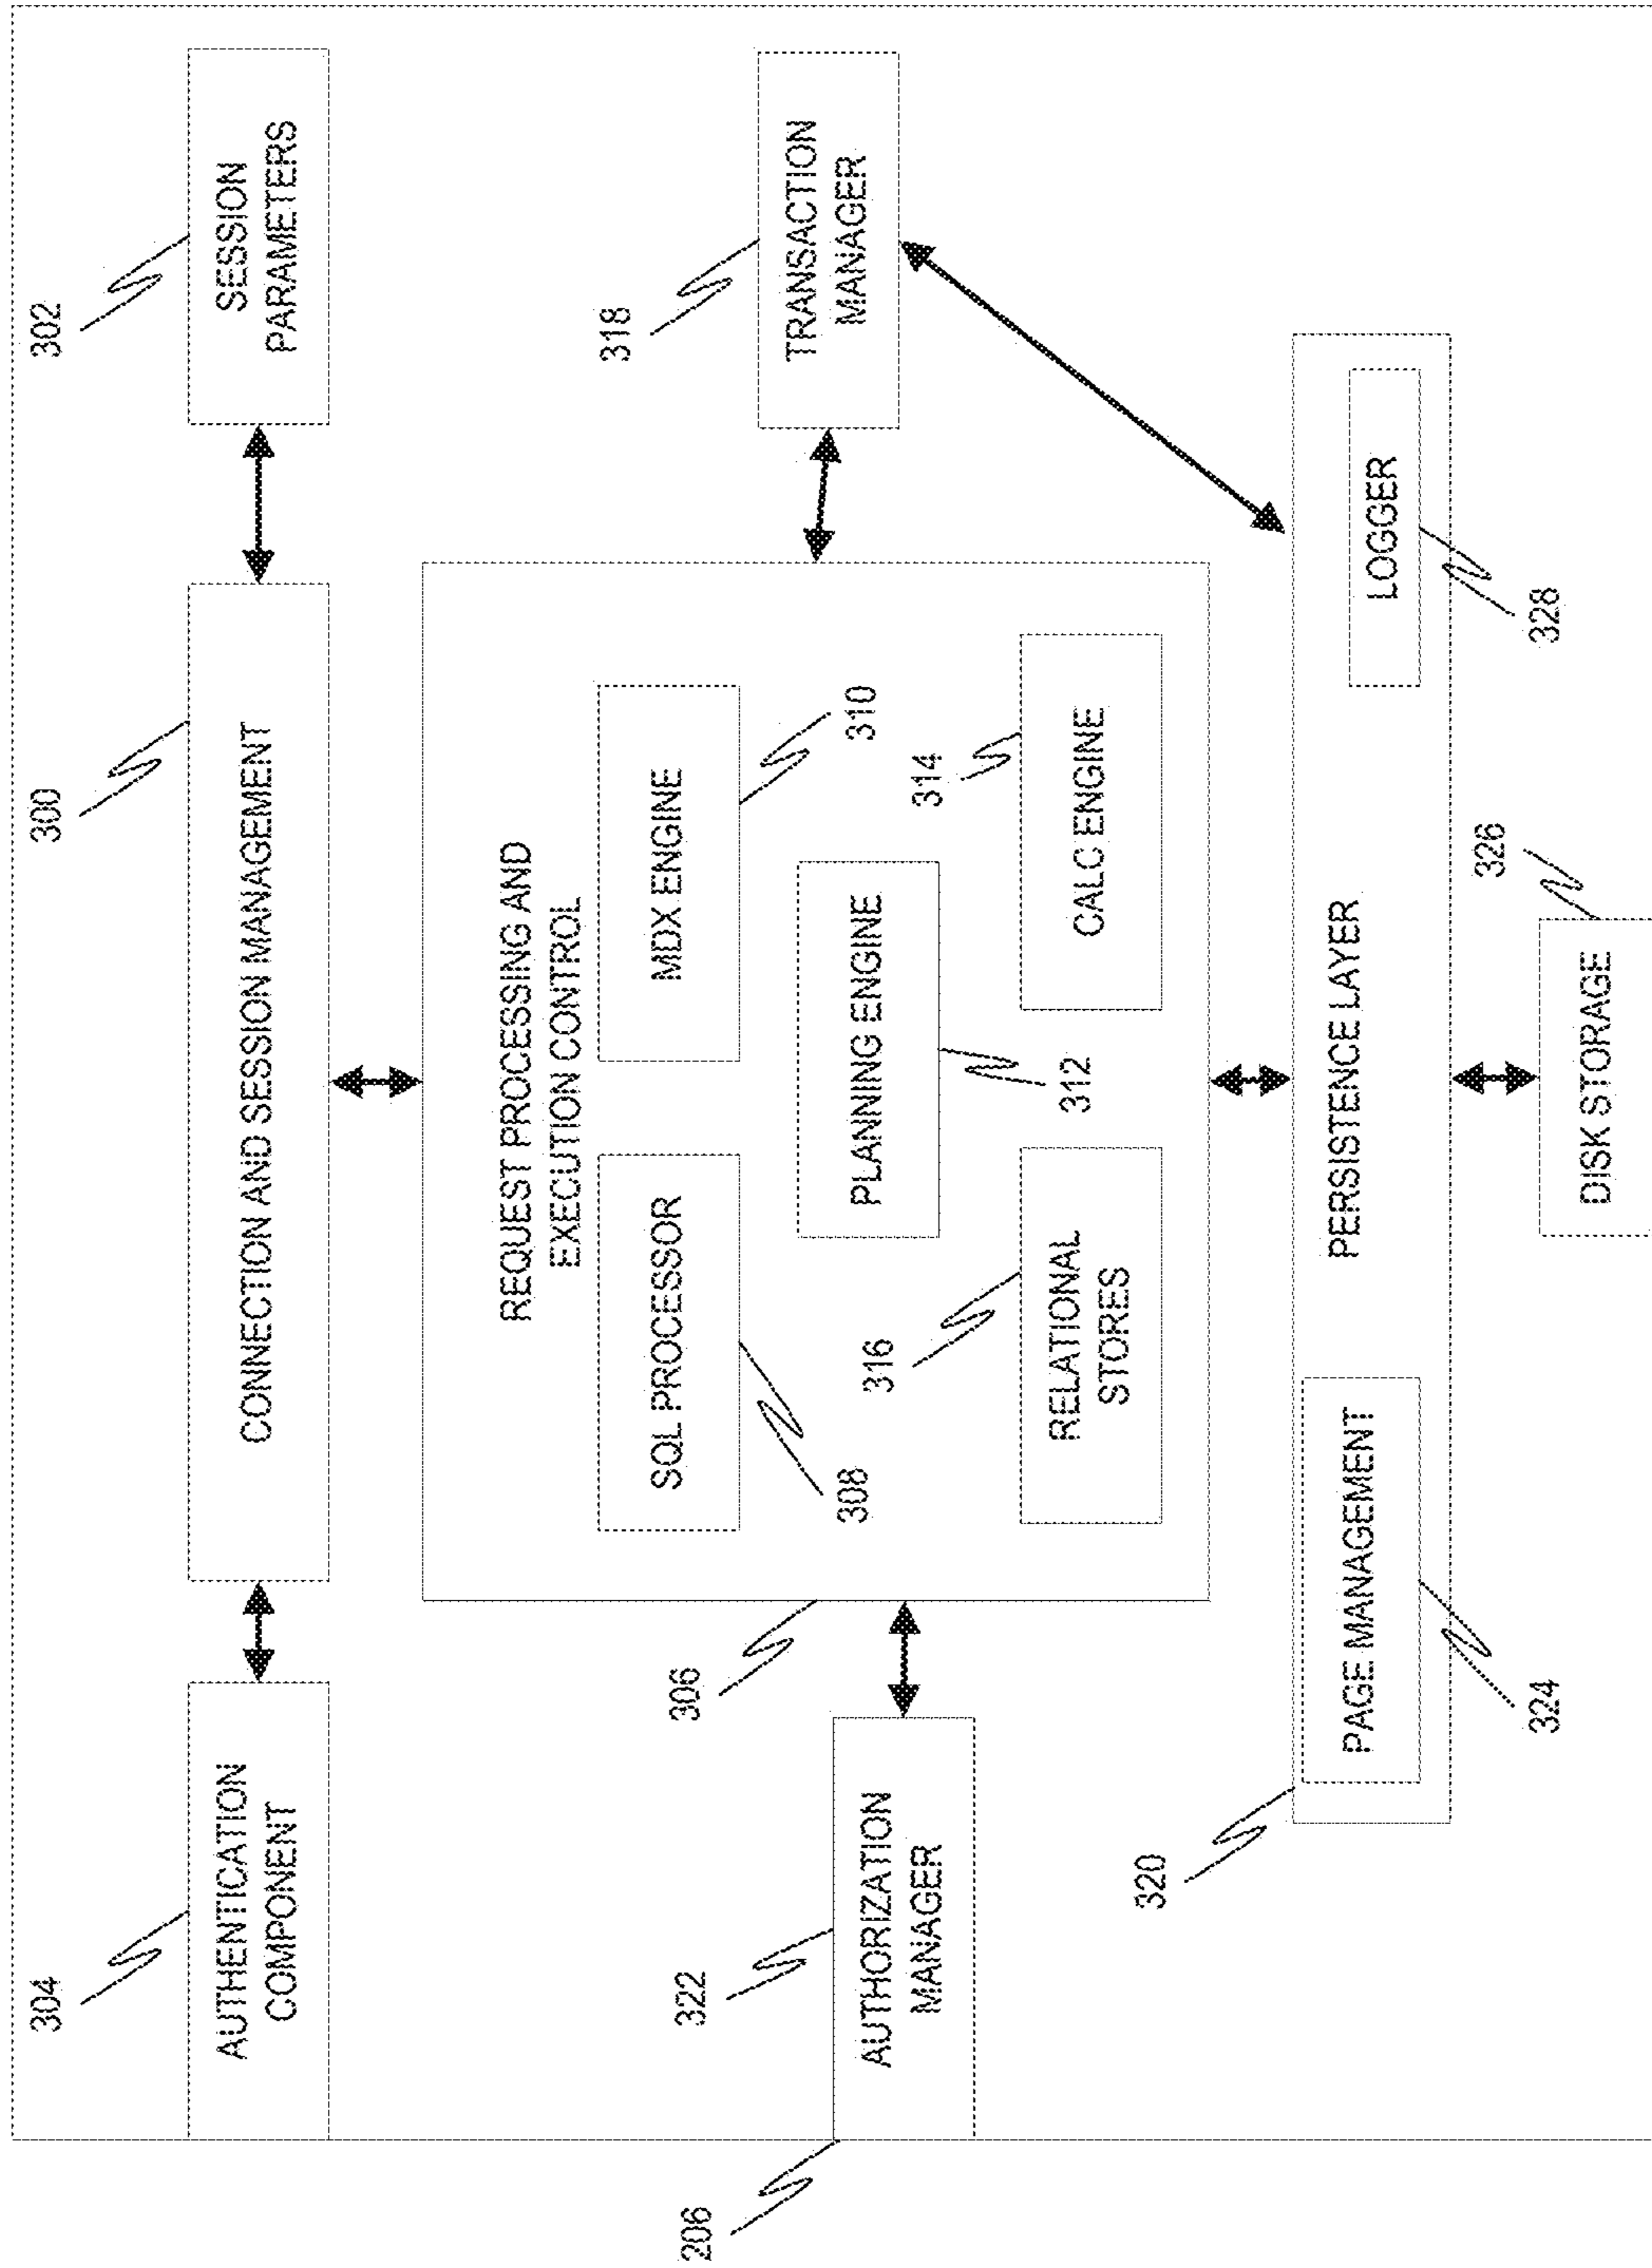 304
300
302
AUTHENTICATION
COMPONENT
CONNECTION AND SESSION MANAGEMENT
SESSION
PARAMETERS
REQUEST PROCESSING AND
EXECUTION CONTROL
SQL PROCESSOR
MDX ENGINE
308
310
PLANNING ENGINE
312
316
314
RELATIONAL
STORES
CALC ENGINE
306
318
TRANSACTION
MANAGER
322
AUTHORIZATION
MANAGER
206
320
PERSISTENCE LAYER
PAGE MANAGEMENT
LOGGER
324
326
328
DISK STORAGE